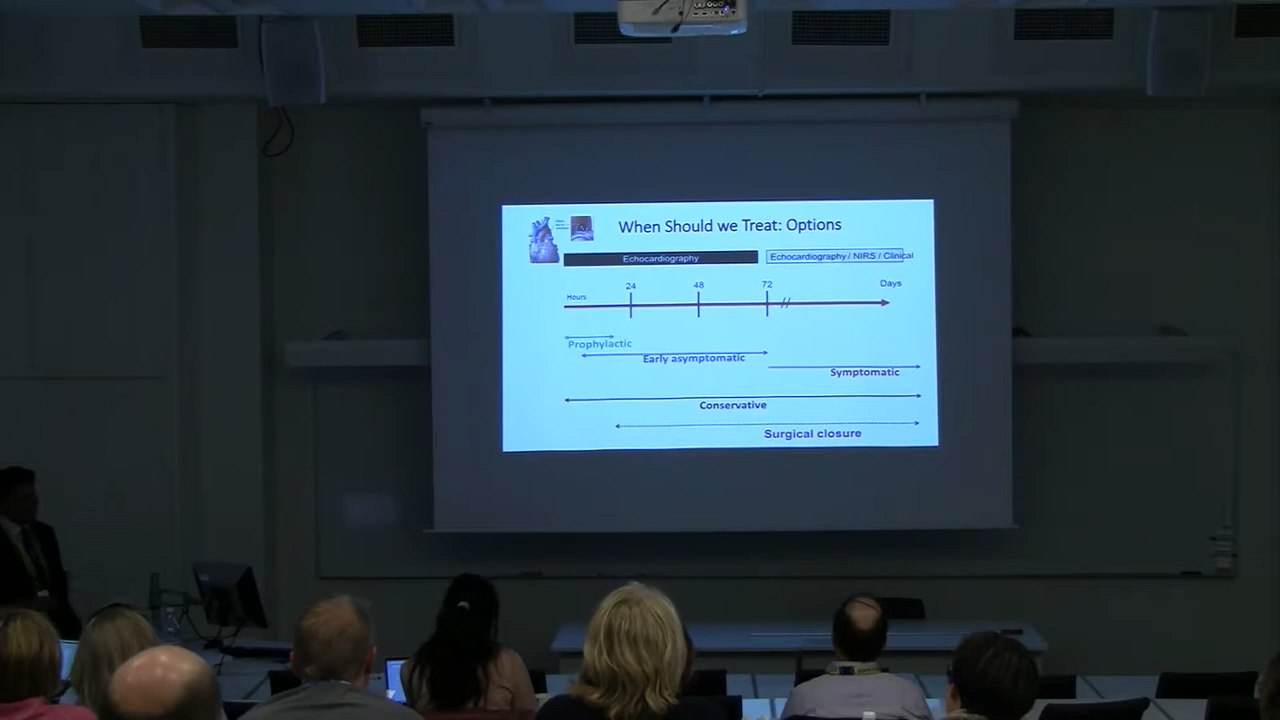 When Should we Treat: Options
Echocardiography
Echocardiography / NIRS / Clinical
24
48
72
Days
Hours
Prophylactic
Early asymptomatic
Symptomatic
Conservative
Surgical closure